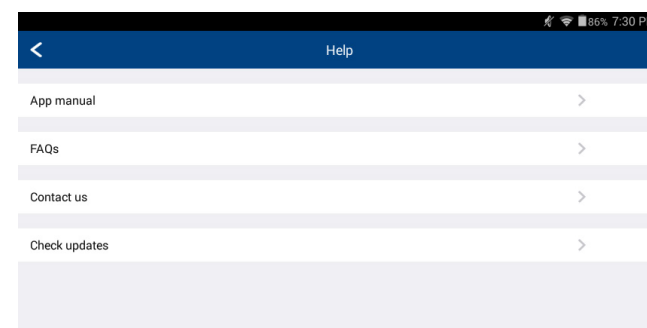 86% 7:30 P
Help
App manual
FAQs
Contact us
Check updates